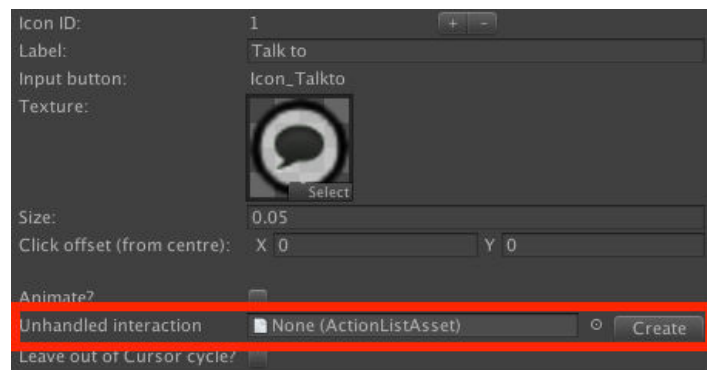 Icon ID: 1 + -
Label: Talk to
Input button: Icon_Talkto
Texture:
Select
Size: 0.05
Click offset (from centre): X 0 Y 0
Animate?
Unhandled interaction None (ActionListAsset) Create
Leave out of Cursor cycle?